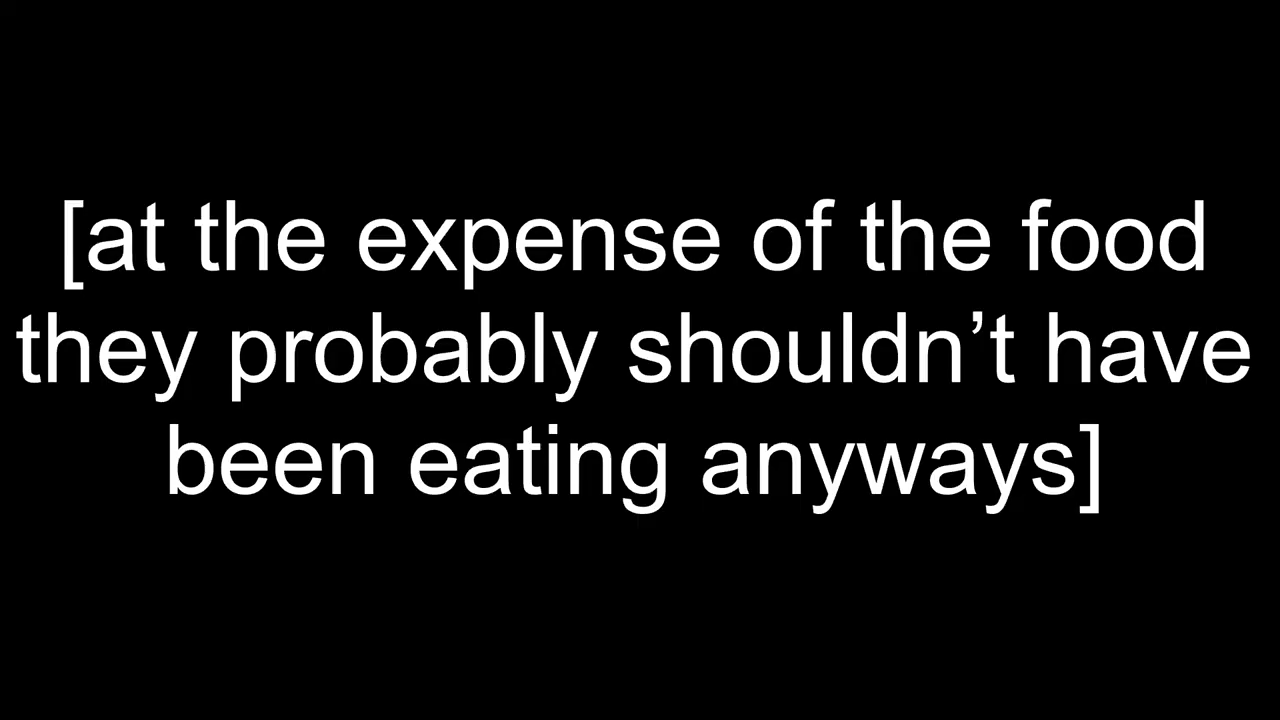 [at the expense of the food
they probably shouldn’t have
been eating anyways]